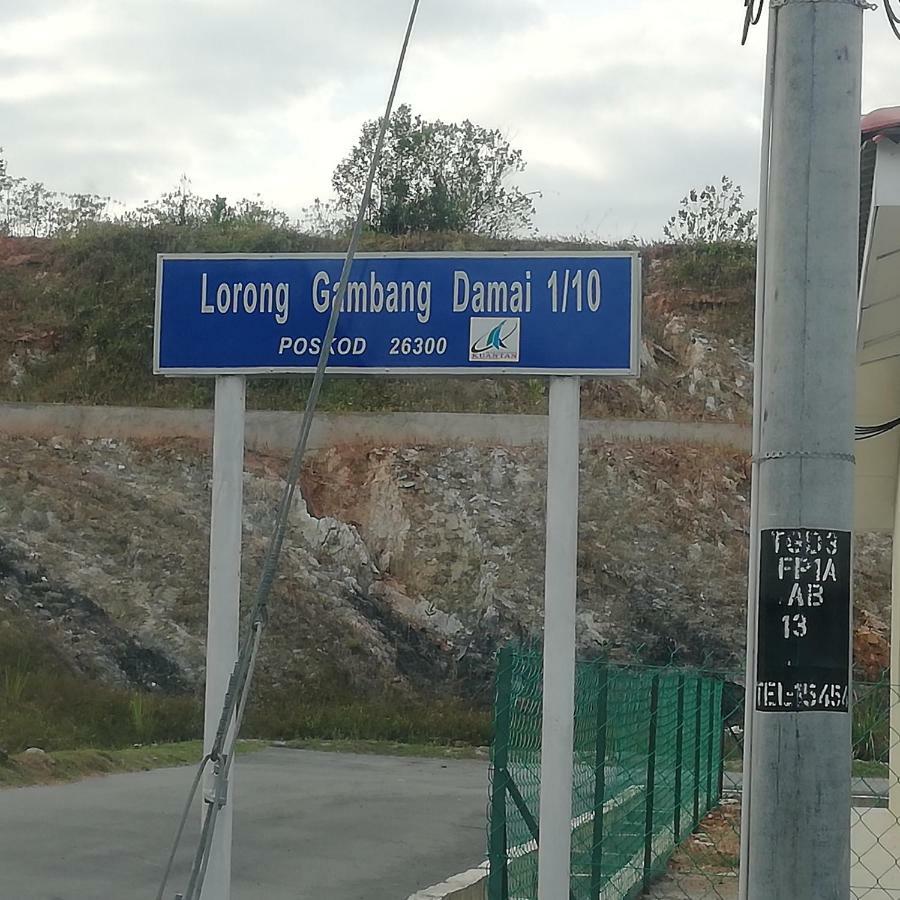 Lorong Gambang Damai 1/10
POSKOD 26300
KUANTAN
TGD3
FP1A
AB
13
TEL:15454